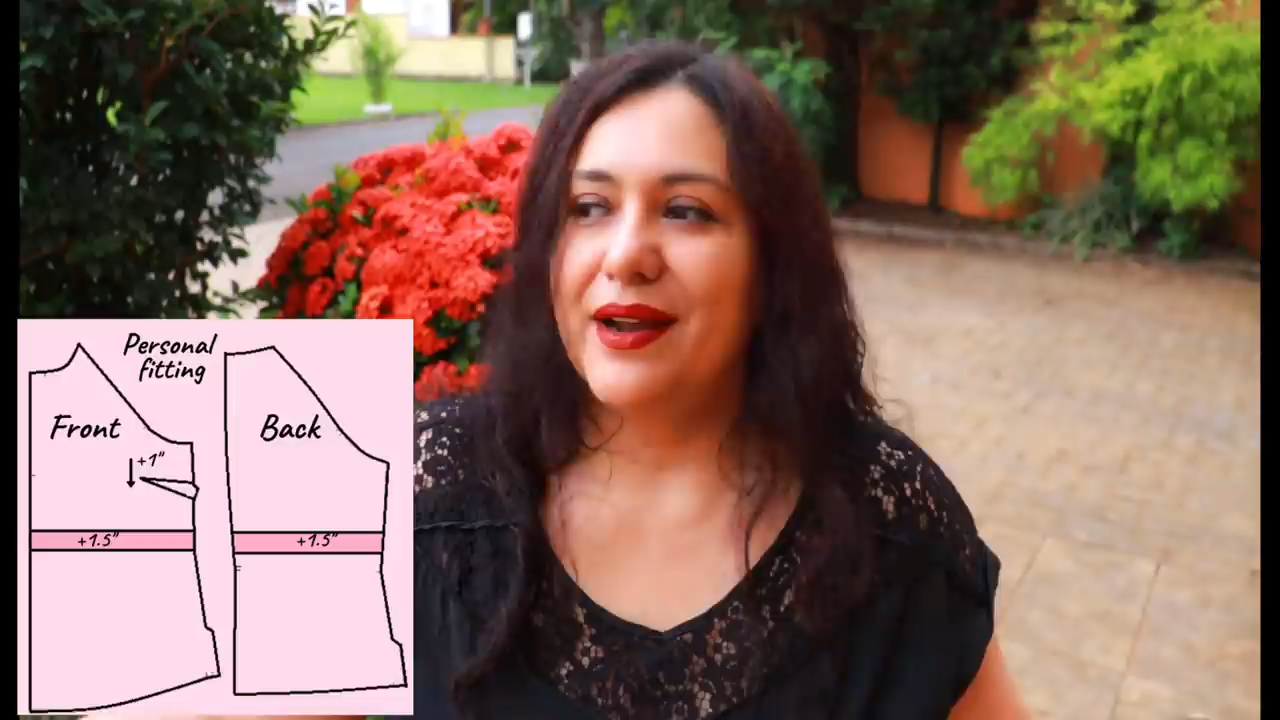 Personal
fitting
Front
Back
+1"
+1.5"
+1.5"